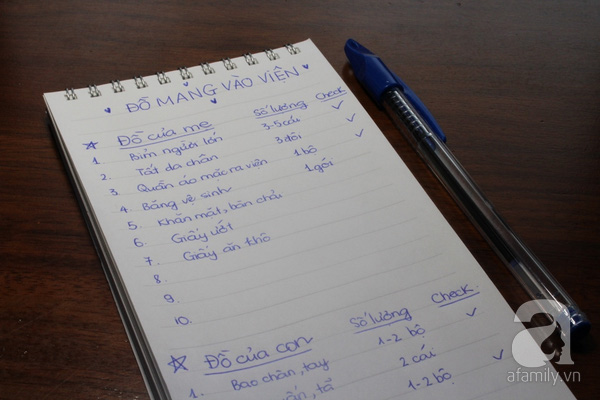 ĐỒ MANG VÀO VIỆN
Đồ của mẹ Số lượng Check
1. Bỉm người lớn 3-5 cái ✓
2. Tất da chân 3 đôi ✓
3. Quần áo mặc ra viện 1 bộ ✓
4. Băng vệ sinh 1 gói
5. Khăn mặt, bàn chải
6. Giấy ướt
7. Giấy ăn khô
8.
9.
10.
Đồ của con Số lượng Check
1. Bao chân, tay 1-2 bộ ✓
tã 2 cái ✓
1-2 bộ ✓
a
afamily.vn